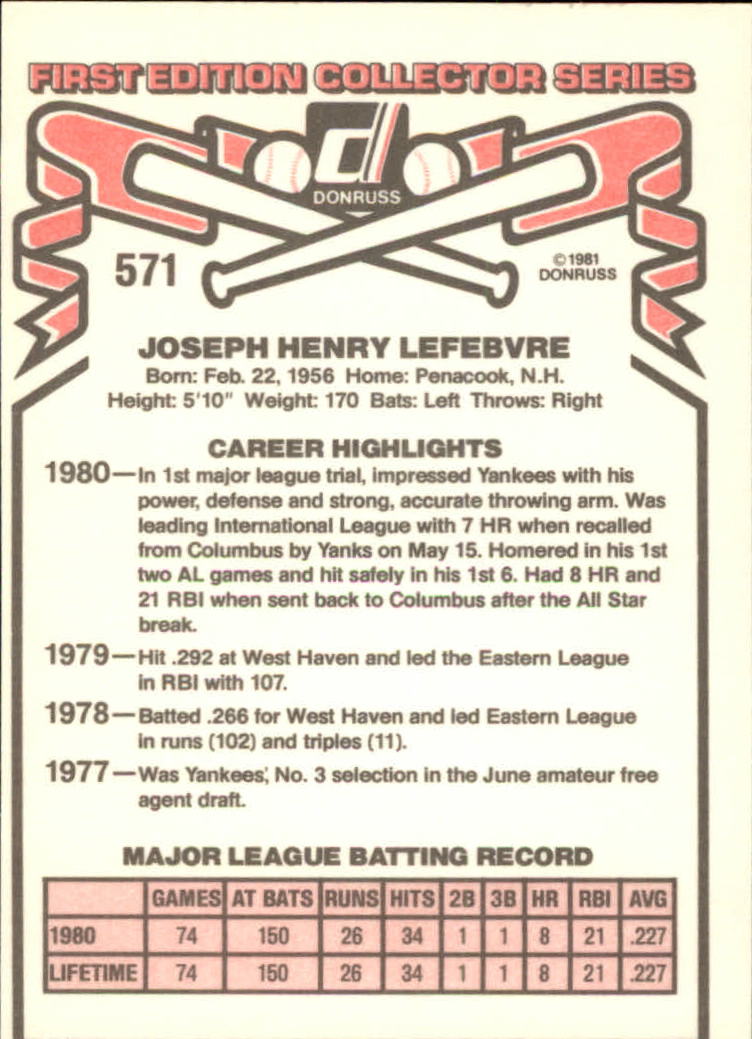 FIRST EDITION COLLECTOR SERIES
d
DONRUSS
571
©1981
DONRUSS
JOSEPH HENRY LEFEBVRE
Born: Feb. 22, 1956 Home: Penacook, N.H.
Height: 5'10" Weight: 170 Bats: Left Throws: Right
CAREER HIGHLIGHTS
1980—In 1st major league trial, impressed Yankees with his
power, defense and strong, accurate throwing arm. Was
leading International League with 7 HR when recalled
from Columbus by Yanks on May 15. Homered in his 1st
two AL games and hit safely in his 1st 6. Had 8 HR and
21 RBI when sent back to Columbus after the All Star
break.
1979—Hit .292 at West Haven and led the Eastern League
in RBI with 107.
1978—Batted .266 for West Haven and led Eastern League
in runs (102) and triples (11).
1977—Was Yankees', No. 3 selection in the June amateur free
agent draft.
MAJOR LEAGUE BATTING RECORD
GAMES AT BATS RUNS HITS 2B 3B HR RBI AVG
1980 74 150 26 34 1 1 8 21 .227
LIFETIME 74 150 26 34 1 1 8 21 .227